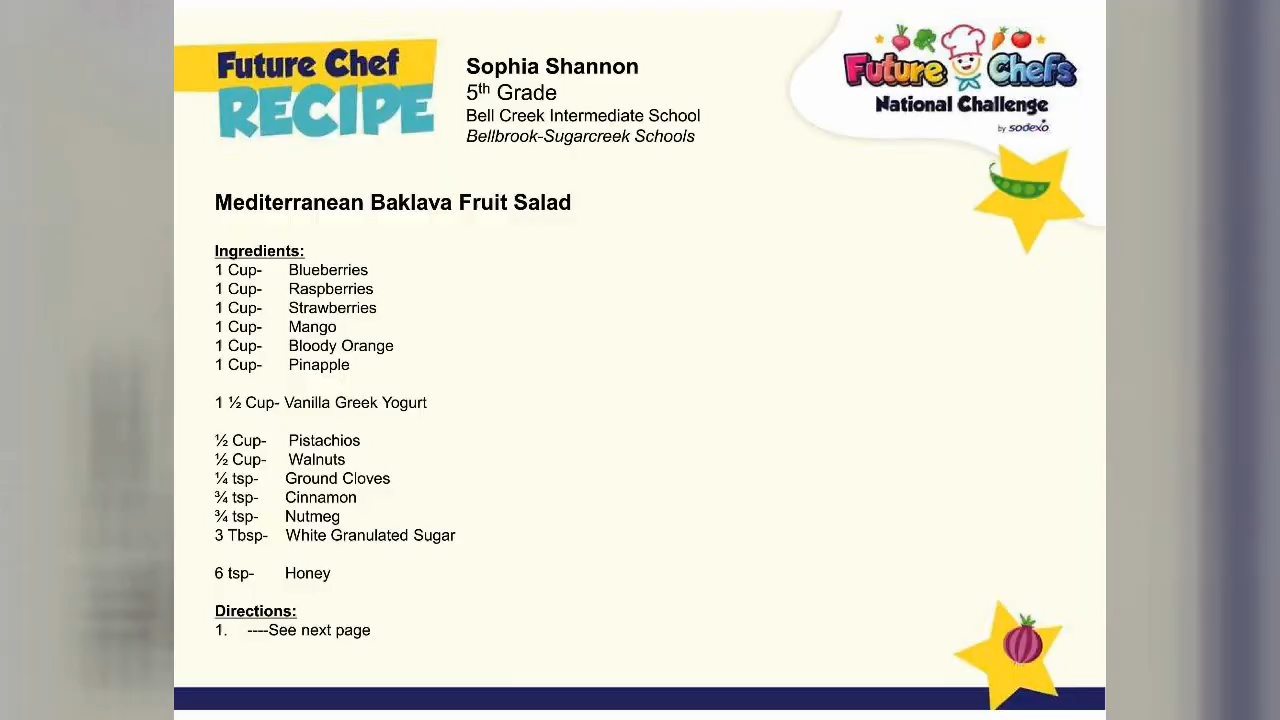 Future Chef
RECIPE
Sophia Shannon
5th Grade
Bell Creek Intermediate School
Bellbrook-Sugarcreek Schools
Future Chefs
National Challenge
by sodexo
Mediterranean Baklava Fruit Salad
Ingredients:
1 Cup- Blueberries
1 Cup- Raspberries
1 Cup- Strawberries
1 Cup- Mango
1 Cup- Bloody Orange
1 Cup- Pinapple
1 ½ Cup- Vanilla Greek Yogurt
½ Cup- Pistachios
½ Cup- Walnuts
¼ tsp- Ground Cloves
¾ tsp- Cinnamon
¾ tsp- Nutmeg
3 Tbsp- White Granulated Sugar
6 tsp- Honey
Directions:
1. ----See next page